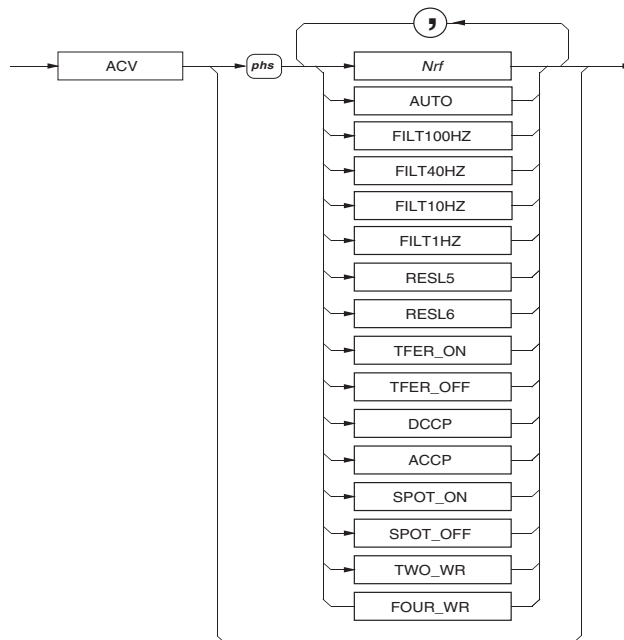 ,
ACV
phs
Nrf
AUTO
FILT100HZ
FILT40HZ
FILT10HZ
FILT1HZ
RESL5
RESL6
TFER_ON
TFER_OFF
DCCP
ACCP
SPOT_ON
SPOT_OFF
TWO_WR
FOUR_WR